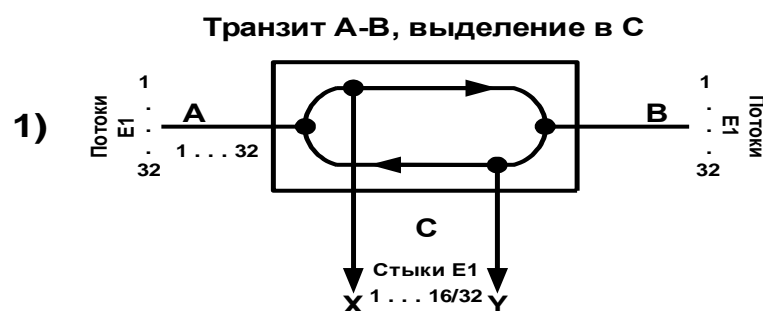 Транзит А-В, выделение в С
1)
Потоки
Е1
1
.
.
.
32
А
1 . . . 32
В
1
.
.
.
32
Е1
Потоки
С
Стыки Е1
Х 1 . . . 16/32 Y